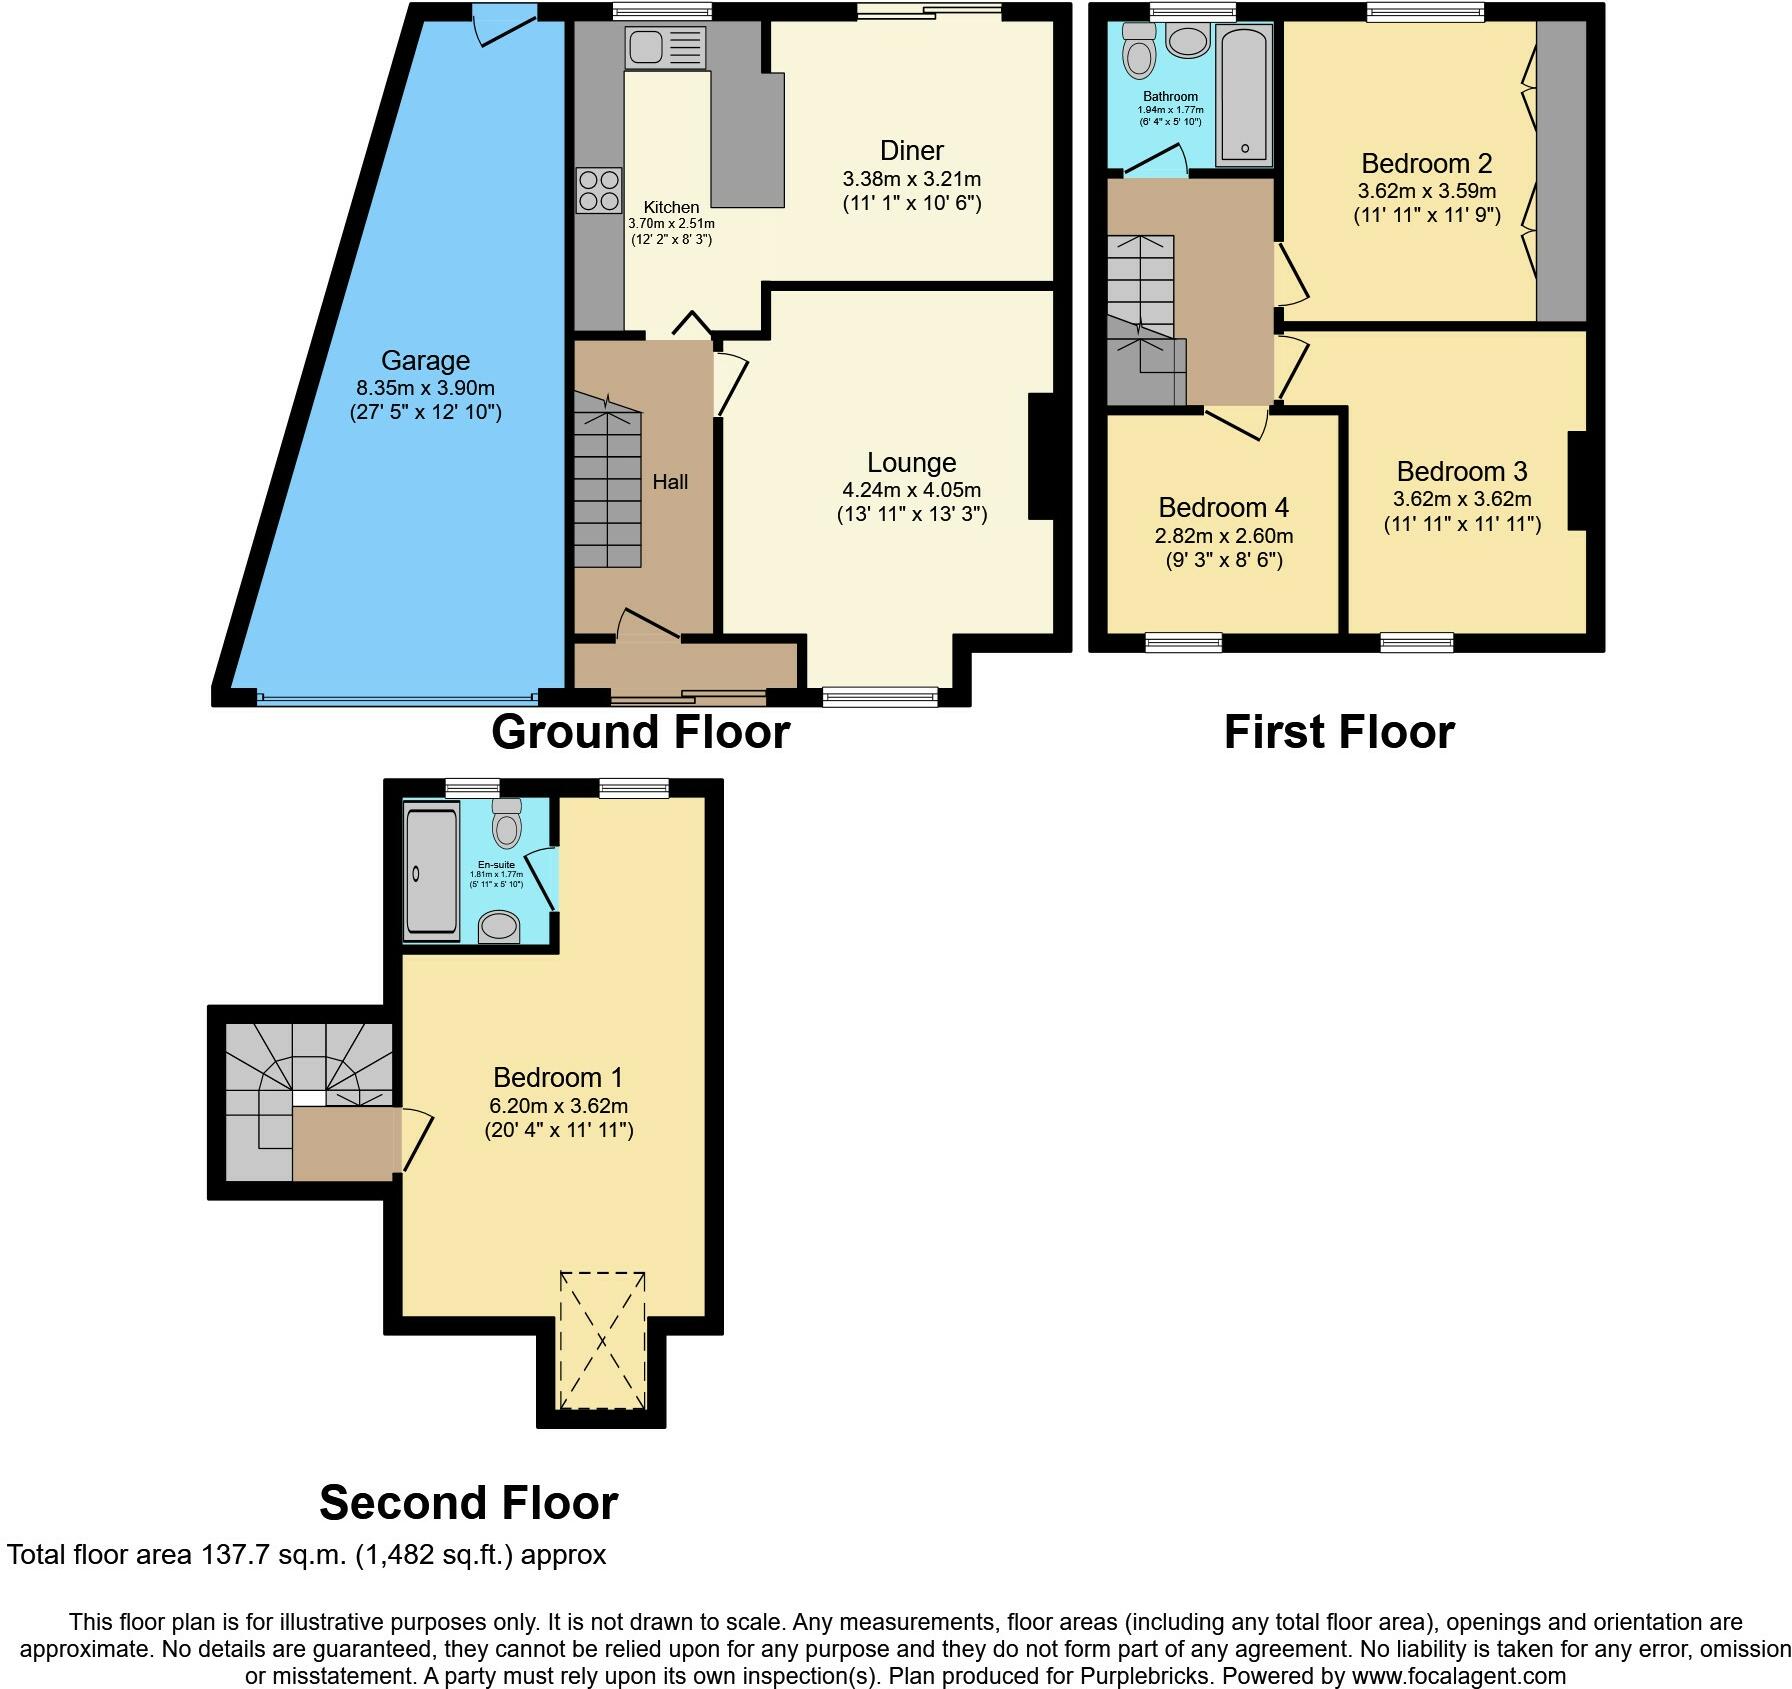 Garage
8.35m x 3.90m
(27' 5" x 12' 10")
Kitchen
3.70m x 2.51m
(12' 2" x 8' 3")
Diner
3.38m x 3.21m
(11' 1" x 10' 6")
Hall
Lounge
4.24m x 4.05m
(13' 11" x 13' 3")
Ground Floor
Bathroom
1.94m x 1.77m
(6' 4" x 5' 10")
Bedroom 2
3.62m x 3.59m
(11' 11" x 11' 9")
Bedroom 3
3.62m x 3.62m
(11' 11" x 11' 11")
Bedroom 4
2.82m x 2.60m
(9' 3" x 8' 6")
First Floor
En-suite
1.81m x 1.77m
(5' 11" x 5' 10")
Bedroom 1
6.20m x 3.62m
(20' 4" x 11' 11")
Second Floor
Total floor area 137.7 sq.m. (1,482 sq.ft.) approx
This floor plan is for illustrative purposes only. It is not drawn to scale. Any measurements, floor areas (including any total floor area), openings and orientation are
approximate. No details are guaranteed, they cannot be relied upon for any purpose and they do not form part of any agreement. No liability is taken for any error, omission
or misstatement. A party must rely upon its own inspection(s). Plan produced for Purplebricks. Powered by www.focalagent.com